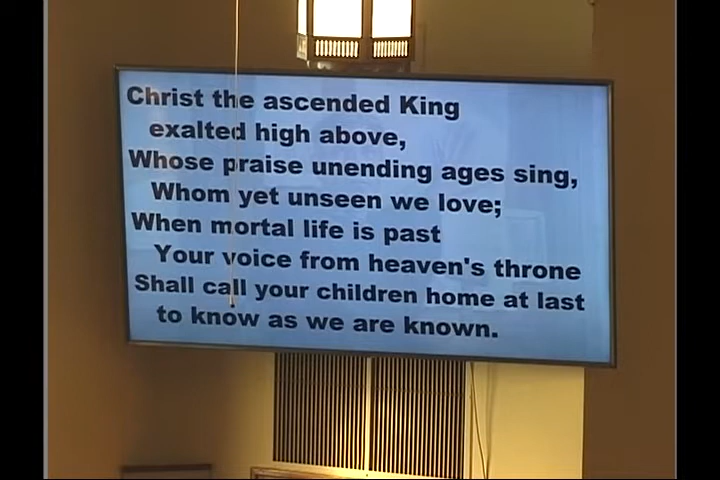 Christ the ascended King
exalted high above,
Whose praise unending ages sing,
Whom yet unseen we love;
When mortal life is past
Your voice from heaven's throne
Shall call your children home at last
to know as we are known.